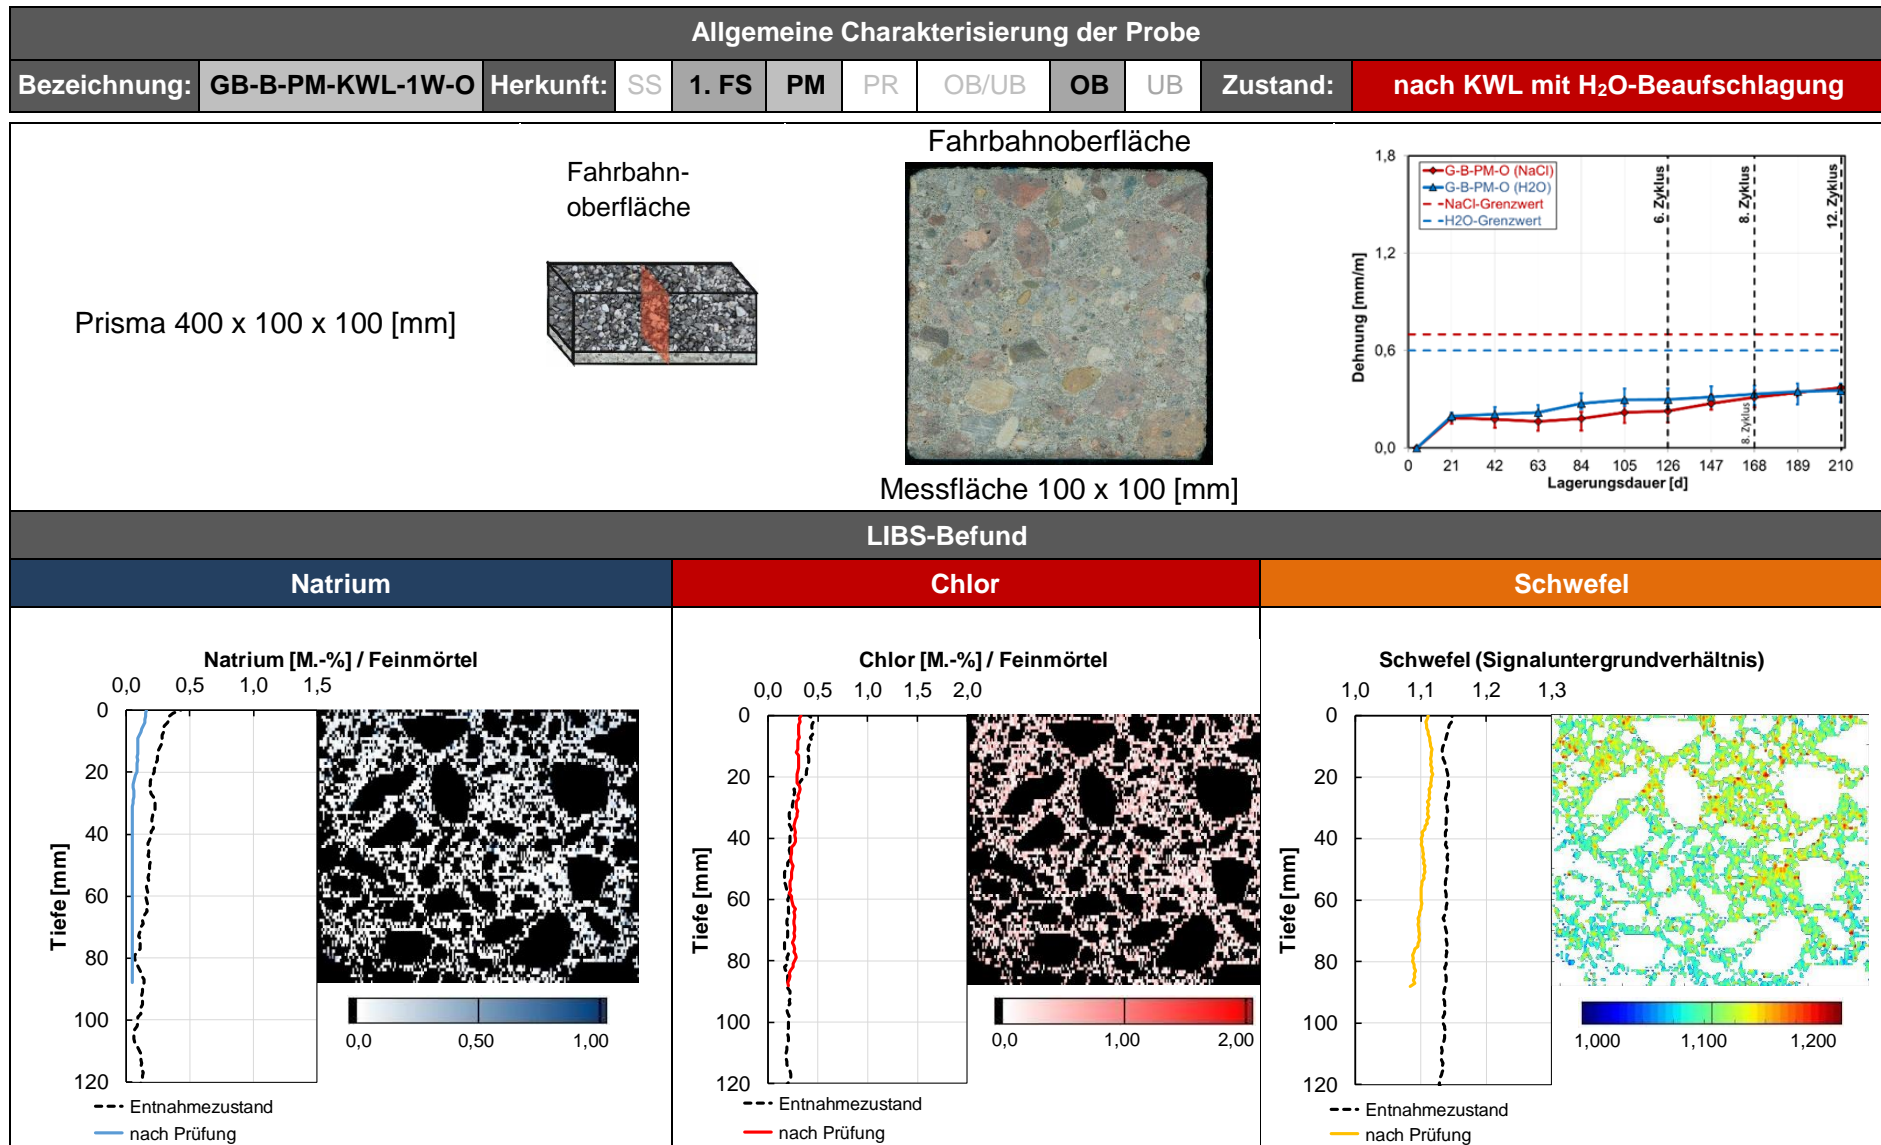 Allgemeine Charakterisierung der Probe
Bezeichnung: GB-B-PM-KWL-1W-O Herkunft: SS 1. FS PM PR OB/UB OB UB Zustand: nach KWL mit H₂O-Beaufschlagung
Prisma 400 x 100 x 100 [mm]
Fahrbahn-
oberfläche
Fahrbahnoberfläche
Messfläche 100 x 100 [mm]
Dehnung [mm/m]
1,8
1,2
0,6
0,0
G-B-PM-O (NaCl)
G-B-PM-O (H2O)
NaCl-Grenzwert
H2O-Grenzwert
6. Zyklus
8. Zyklus
12. Zyklus
8. Zyklus
0 21 42 63 84 105 126 147 168 189 210
Lagerungsdauer [d]
LIBS-Befund
Natrium Chlor Schwefel
Natrium [M.-%] / Feinmörtel
0,0 0,5 1,0 1,5
Tiefe [mm]
0
20
40
60
80
100
120
0,0 0,50 1,00
Entnahmezustand
nach Prüfung
Chlor [M.-%] / Feinmörtel
0,0 0,5 1,0 1,5 2,0
Tiefe [mm]
0
20
40
60
80
100
120
0,0 1,00 2,00
Entnahmezustand
nach Prüfung
Schwefel (Signaluntergrundverhältnis)
1,0 1,1 1,2 1,3
Tiefe [mm]
0
20
40
60
80
100
120
1,000 1,100 1,200
Entnahmezustand
nach Prüfung